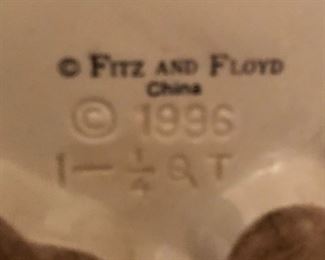 © FITZ AND FLOYD
China
© 1996
1-1/4 QT